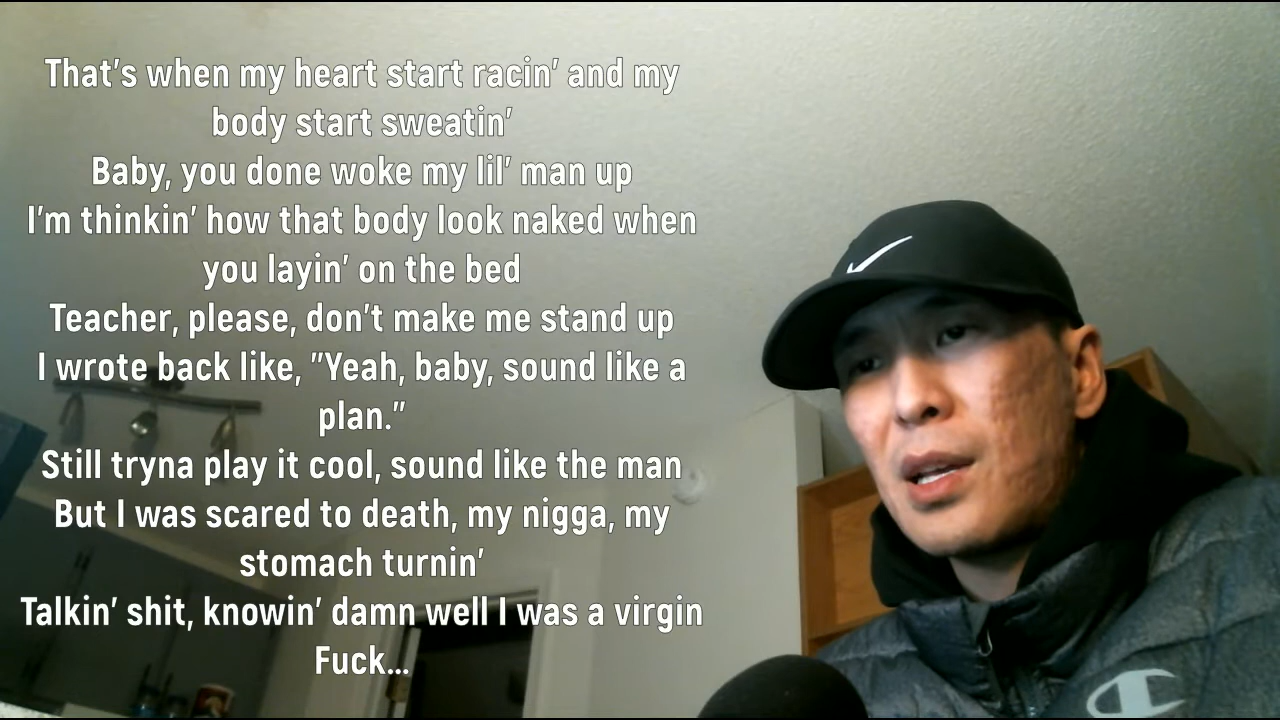 That's when my heart start racin' and my
body start sweatin'
Baby, you done woke my lil' man up
I'm thinkin' how that body look naked when
you layin' on the bed
Teacher, please, don't make me stand up
I wrote back like, "Yeah, baby, sound like a
plan."
Still tryna play it cool, sound like the man
But I was scared to death, my nigga, my
stomach turnin'
Talkin' shit, knowin' damn well I was a virgin
Fuck...